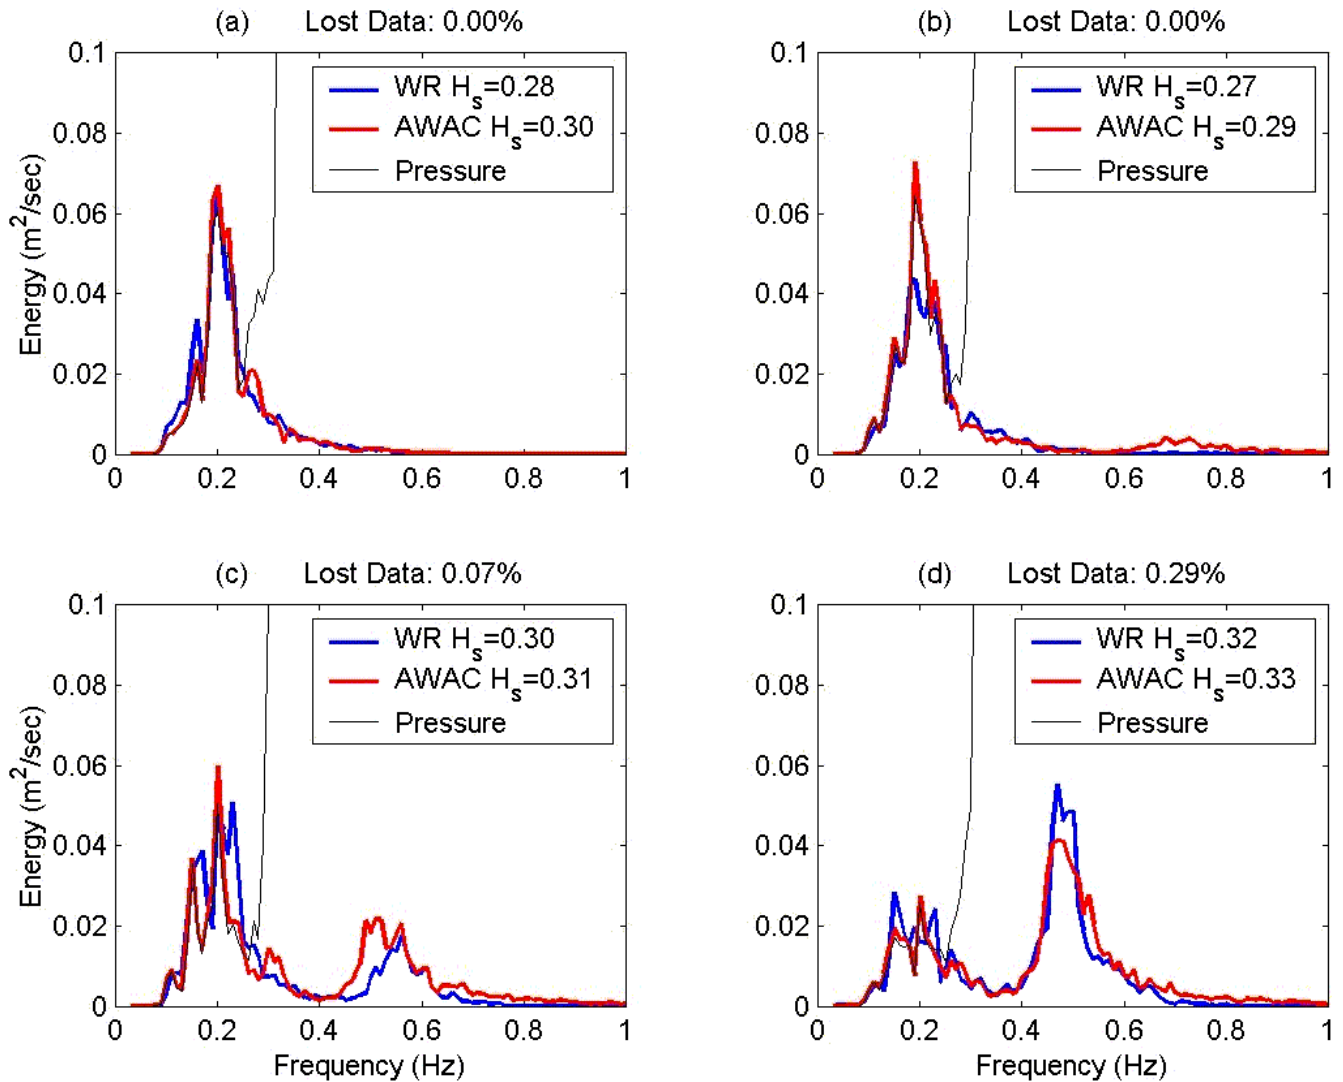 (a) Lost Data: 0.00%
0.1
0.08
0.06
0.04
0.02
0
Energy (m²/sec)
WR Hₛ=0.28
AWAC Hₛ=0.30
Pressure
0 0.2 0.4 0.6 0.8 1
(b) Lost Data: 0.00%
0.1
0.08
0.06
0.04
0.02
0
WR Hₛ=0.27
AWAC Hₛ=0.29
Pressure
0 0.2 0.4 0.6 0.8 1
(c) Lost Data: 0.07%
0.1
0.08
0.06
0.04
0.02
0
Energy (m²/sec)
WR Hₛ=0.30
AWAC Hₛ=0.31
Pressure
0 0.2 0.4 0.6 0.8 1
Frequency (Hz)
(d) Lost Data: 0.29%
0.1
0.08
0.06
0.04
0.02
0
WR Hₛ=0.32
AWAC Hₛ=0.33
Pressure
0 0.2 0.4 0.6 0.8 1
Frequency (Hz)